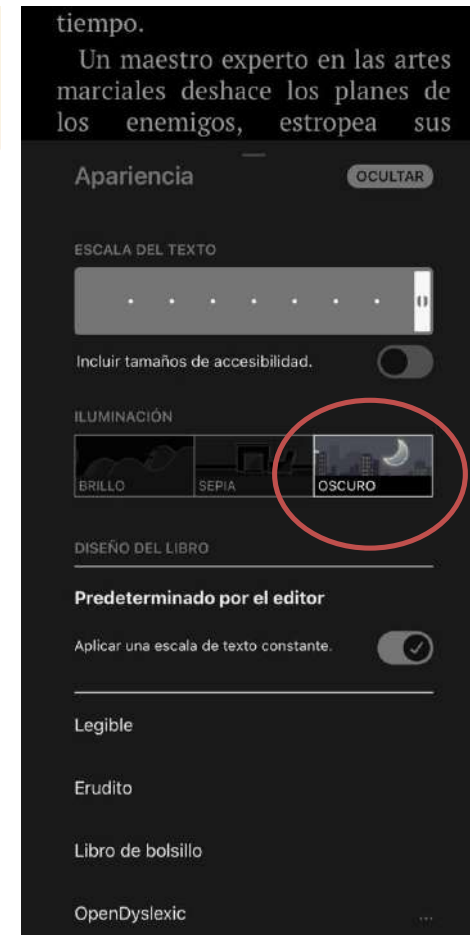 tiempo.
Un maestro experto en las artes
marciales deshace los planes de
los enemigos, estropea sus
Apariencia
OCULTAR
ESCALA DEL TEXTO
Incluir tamaños de accesibilidad.
ILUMINACIÓN
BRILLO
SEPIA
OSCURO
DISEÑO DEL LIBRO
Predeterminado por el editor
Aplicar una escala de texto constante.
Legible
Erudito
Libro de bolsillo
OpenDyslexic
...